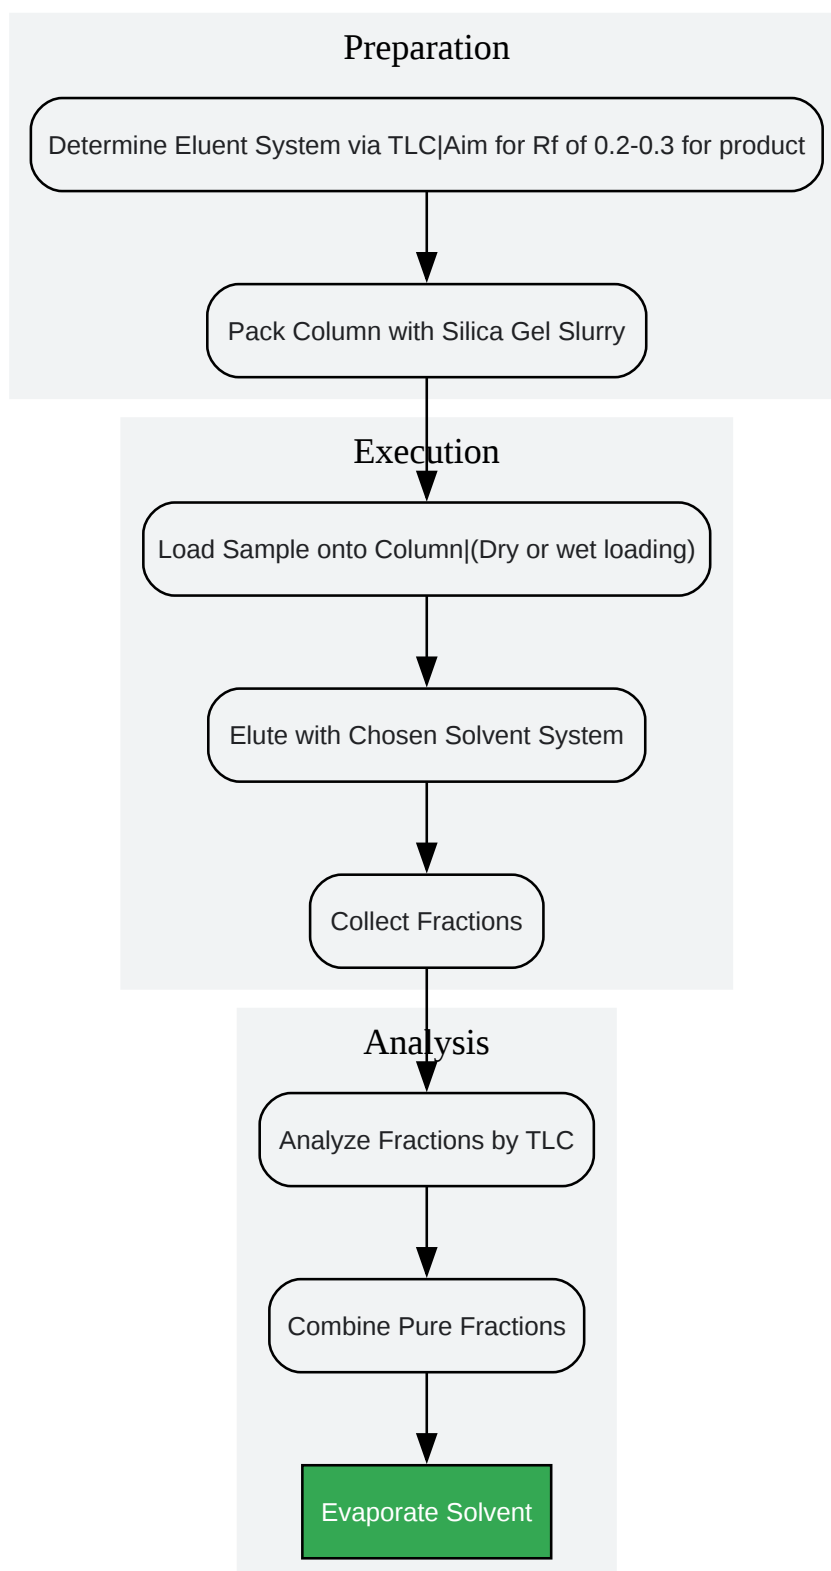 Preparation
Determine Eluent System via TLC|Aim for Rf of 0.2-0.3 for product
Pack Column with Silica Gel Slurry
Execution
Load Sample onto Column|(Dry or wet loading)
Elute with Chosen Solvent System
Collect Fractions
Analysis
Analyze Fractions by TLC
Combine Pure Fractions
Evaporate Solvent